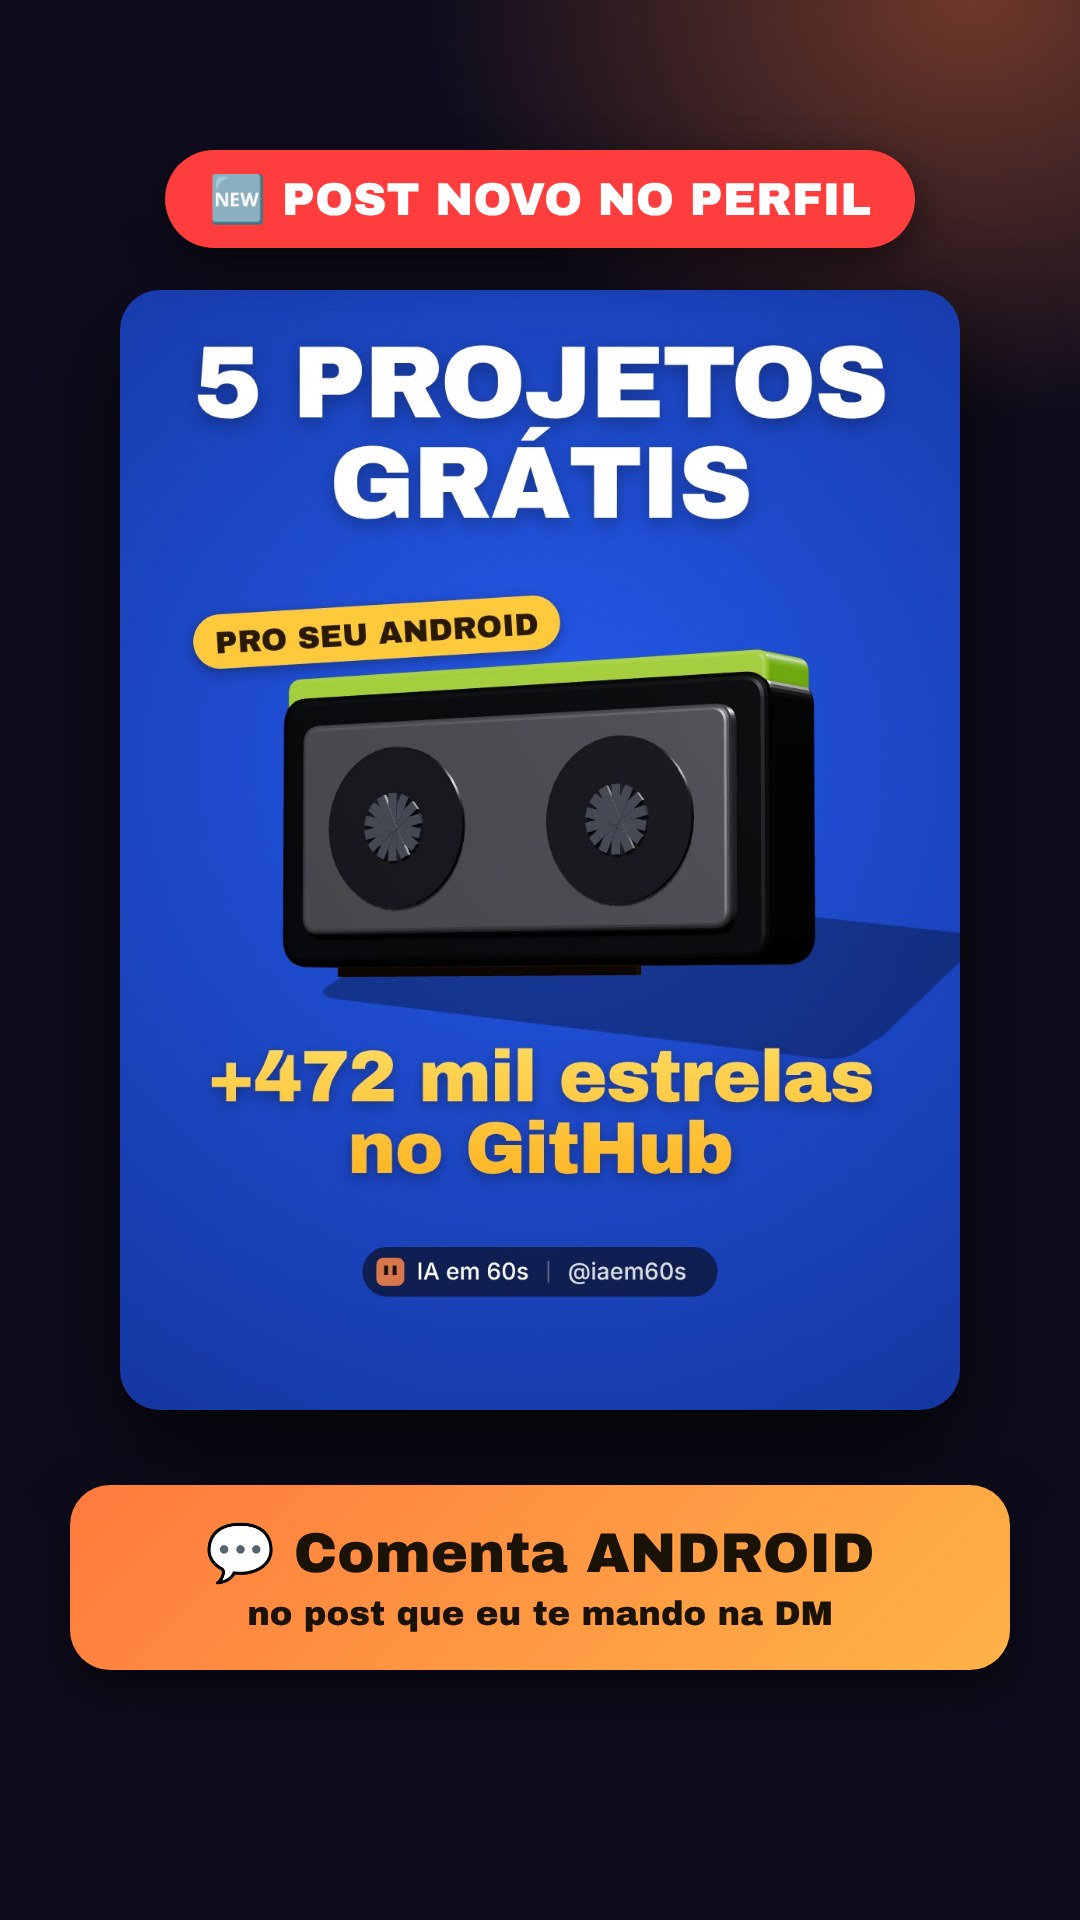 🆕 POST NOVO NO PERFIL
5 PROJETOS
GRÁTIS
PRO SEU ANDROID
+472 mil estrelas
no GitHub
IA em 60s | @iaem60s
💬 Comenta ANDROID
no post que eu te mando na DM